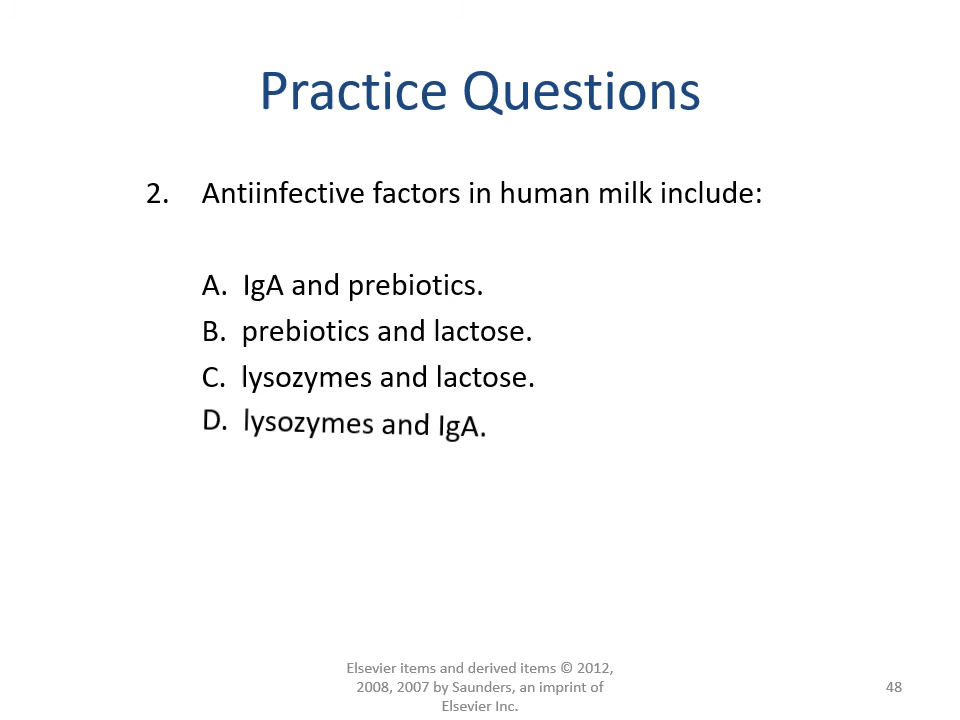 Practice Questions
2. Antiinfective factors in human milk include:
A. IgA and prebiotics.
B. prebiotics and lactose.
C. lysozymes and lactose.
D. lysozymes and IgA.
Elsevier items and derived items © 2012,
2008, 2007 by Saunders, an imprint of
Elsevier Inc.
48